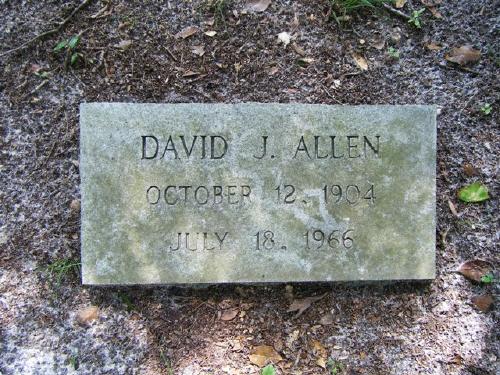 DAVID J. ALLEN
OCTOBER 12. 1904
JULY 18. 1966